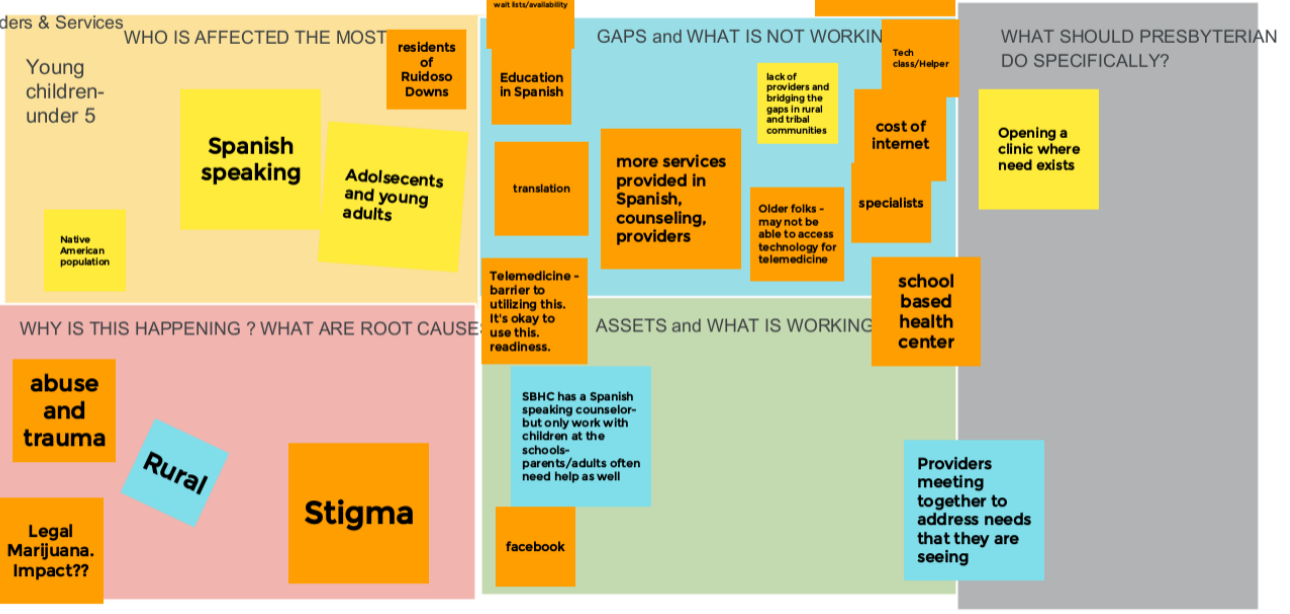 ders & Services
WHO IS AFFECTED THE MOST
Young
children-
under 5
residents
of
Ruidoso
Downs
Spanish
speaking
Adolsecents
and young
adults
Native
American
population
wait lists/availability
GAPS and WHAT IS NOT WORKIN
Education
in Spanish
translation
more services
provided in
Spanish,
counseling,
providers
lack of
providers and
bridging the
gaps in rural
and tribal
communities
Older folks -
may not be
able to access
technology for
telemedicine
Tech
class/Helper
cost of
internet
specialists
Telemedicine -
barrier to
utilizing this.
It's okay to
use this.
readiness.
school
based
health
center
WHAT SHOULD PRESBYTERIAN
DO SPECIFICALLY?
Opening a
clinic where
need exists
WHY IS THIS HAPPENING ? WHAT ARE ROOT CAUSES
abuse
and
trauma
Rural
Stigma
Legal
Marijuana.
Impact??
ASSETS and WHAT IS WORKING
SBHC has a Spanish
speaking counselor-
but only work with
children at the
schools-
parents/adults often
need help as well
facebook
Providers
meeting
together to
address needs
that they are
seeing